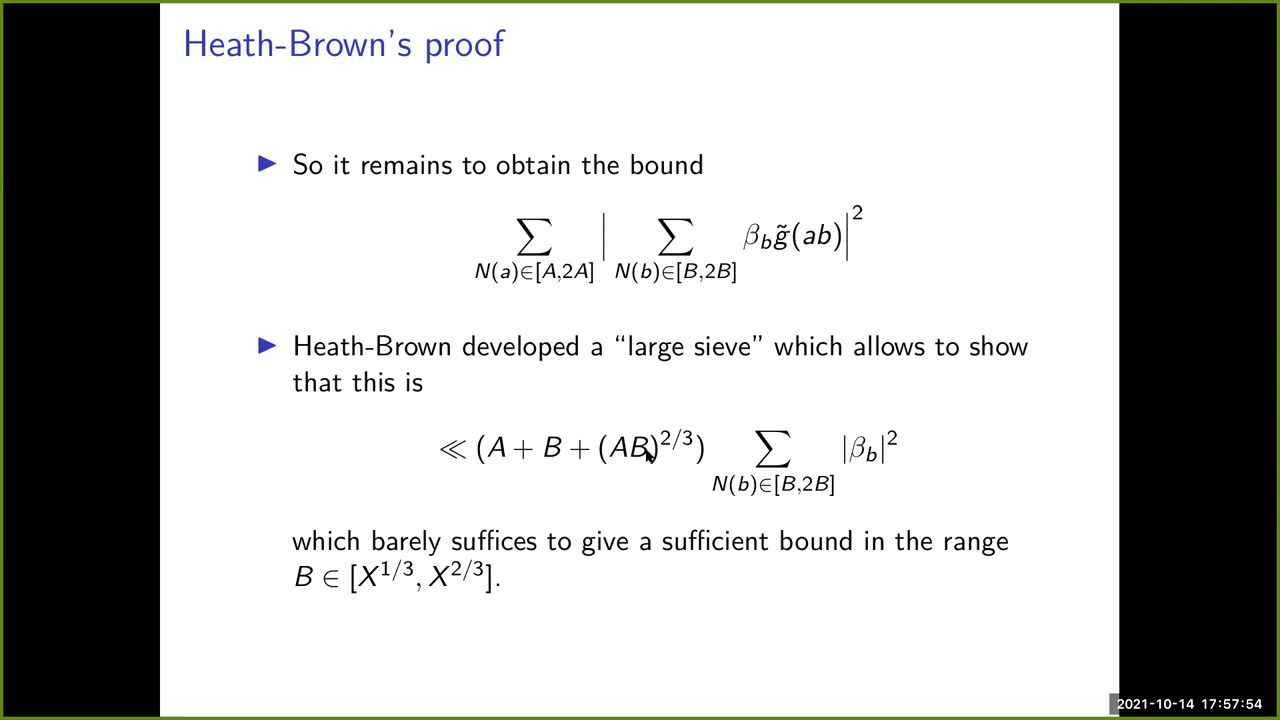 Heath-Brown's proof
▶ So it remains to obtain the bound
∑_{N(a)∈[A,2A]} | ∑_{N(b)∈[B,2B]} β_b g̃(ab)|^2
▶ Heath-Brown developed a “large sieve” which allows to show
that this is
≪ (A + B + (AB)^{2/3}) ∑_{N(b)∈[B,2B]} |β_b|^2
which barely suffices to give a sufficient bound in the range
B ∈ [X^{1/3}, X^{2/3}].
2021-10-14 17:57:54